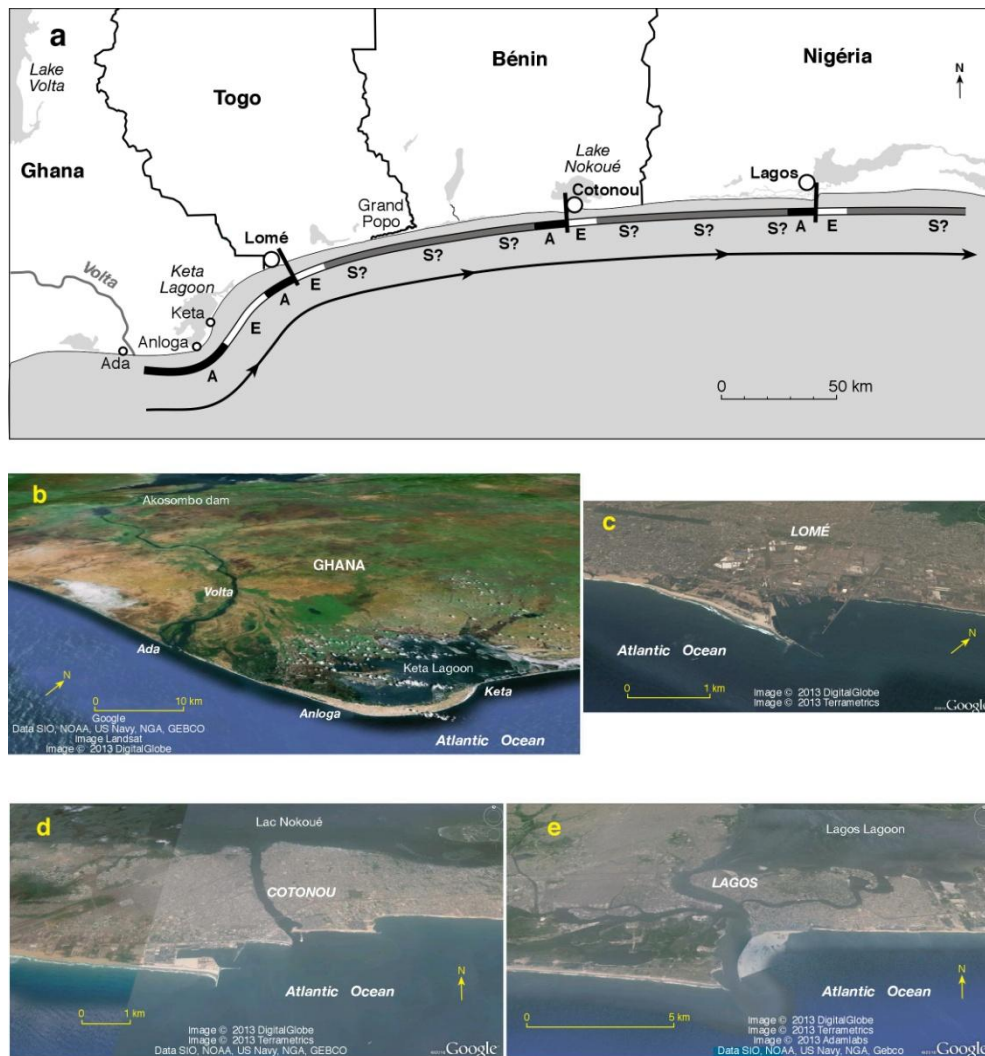 a
Lake
Volta
Ghana
Togo
Bénin
Nigéria
N
Lake
Nokoué
Cotonou
Lagos
Grand
Popo
Lomé
Keta
Lagoon
Volta
Keta
Anloga
Ada
A
E
A
E
S?
S?
S?
A
E
S?
S?
S?
A
E
S?
0 50 km
b
Akosombo dam
GHANA
Volta
Ada
Keta Lagoon
Keta
Anloga
N
0 10 km
Google
Data SIO, NOAA, US Navy, NGA, GEBCO
Image Landsat
Image © 2013 DigitalGlobe
Atlantic Ocean
c
LOMÉ
Atlantic Ocean
N
0 1 km
Image © 2013 DigitalGlobe
Image © 2013 Terrametrics
Google
d
Lac Nokoué
COTONOU
N
Atlantic Ocean
0 1 km
Image © 2013 DigitalGlobe
Image © 2013 Terrametrics
Data SIO, NOAA, US Navy, NGA, GEBCO
Google
e
Lagos Lagoon
LAGOS
N
Atlantic Ocean
0 5 km
Image © 2013 DigitalGlobe
Image © 2013 Terrametrics
Image © 2013 Adamlabs
Data SIO, NOAA, US Navy, NGA, Gebco
Google